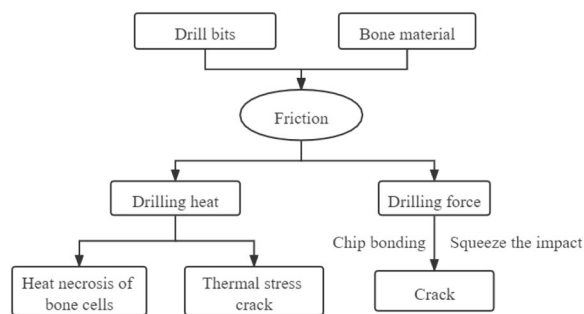 Drill bits
Bone material
Friction
Drilling heat
Drilling force
Chip bonding
Squeeze the impact
Heat necrosis of
bone cells
Thermal stress
crack
Crack